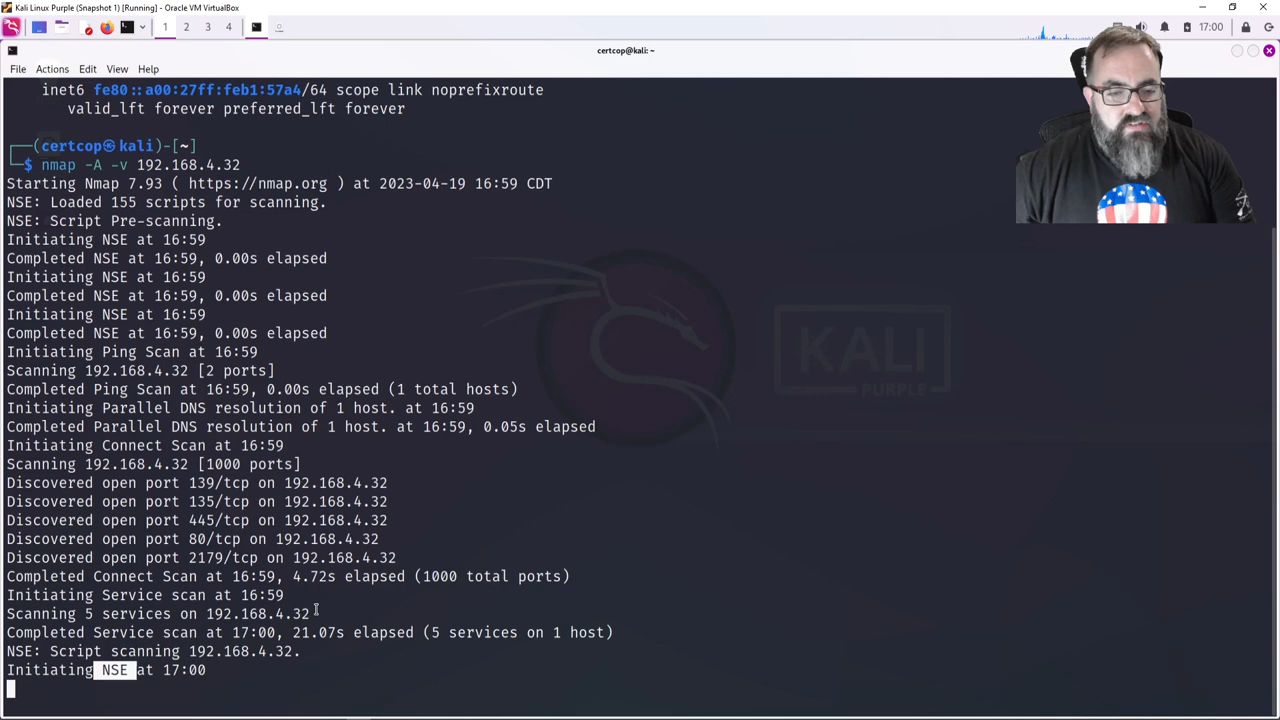 Kali Linux Purple (Snapshot 1) [Running] - Oracle VM VirtualBox
1 2 3 4 17:00
certcop@kali: ~
File Actions Edit View Help
inet6 fe80::a00:27ff:feb1:57a4/64 scope link noprefixroute
valid_lft forever preferred_lft forever
┌──(certcop㉿kali)-[~]
└─$ nmap -A -v 192.168.4.32
Starting Nmap 7.93 ( https://nmap.org ) at 2023-04-19 16:59 CDT
NSE: Loaded 155 scripts for scanning.
NSE: Script Pre-scanning.
Initiating NSE at 16:59
Completed NSE at 16:59, 0.00s elapsed
Initiating NSE at 16:59
Completed NSE at 16:59, 0.00s elapsed
Initiating NSE at 16:59
Completed NSE at 16:59, 0.00s elapsed
Initiating Ping Scan at 16:59
Scanning 192.168.4.32 [2 ports]
Completed Ping Scan at 16:59, 0.00s elapsed (1 total hosts)
Initiating Parallel DNS resolution of 1 host. at 16:59
Completed Parallel DNS resolution of 1 host. at 16:59, 0.05s elapsed
Initiating Connect Scan at 16:59
Scanning 192.168.4.32 [1000 ports]
Discovered open port 139/tcp on 192.168.4.32
Discovered open port 135/tcp on 192.168.4.32
Discovered open port 445/tcp on 192.168.4.32
Discovered open port 80/tcp on 192.168.4.32
Discovered open port 2179/tcp on 192.168.4.32
Completed Connect Scan at 16:59, 4.72s elapsed (1000 total ports)
Initiating Service scan at 16:59
Scanning 5 services on 192.168.4.32
Completed Service scan at 17:00, 21.07s elapsed (5 services on 1 host)
NSE: Script scanning 192.168.4.32.
Initiating NSE at 17:00
KALI
PURPLE